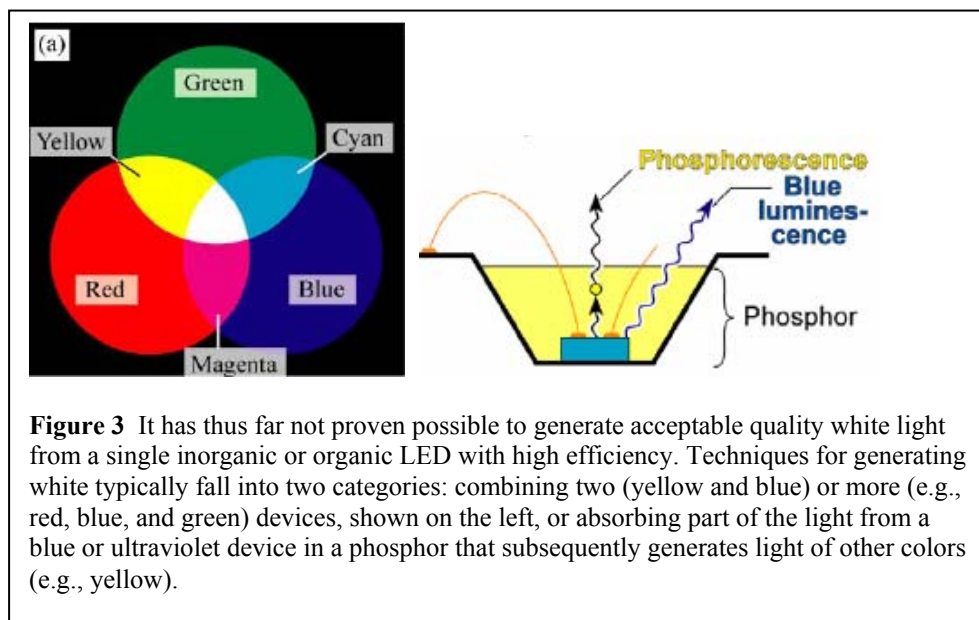 (a)
Green
Yellow
Cyan
Red
Blue
Magenta
Phosphorescence
Blue
lumines-
cence
Phosphor
Figure 3 It has thus far not proven possible to generate acceptable quality white light
from a single inorganic or organic LED with high efficiency. Techniques for generating
white typically fall into two categories: combining two (yellow and blue) or more (e.g.,
red, blue, and green) devices, shown on the left, or absorbing part of the light from a
blue or ultraviolet device in a phosphor that subsequently generates light of other colors
(e.g., yellow).